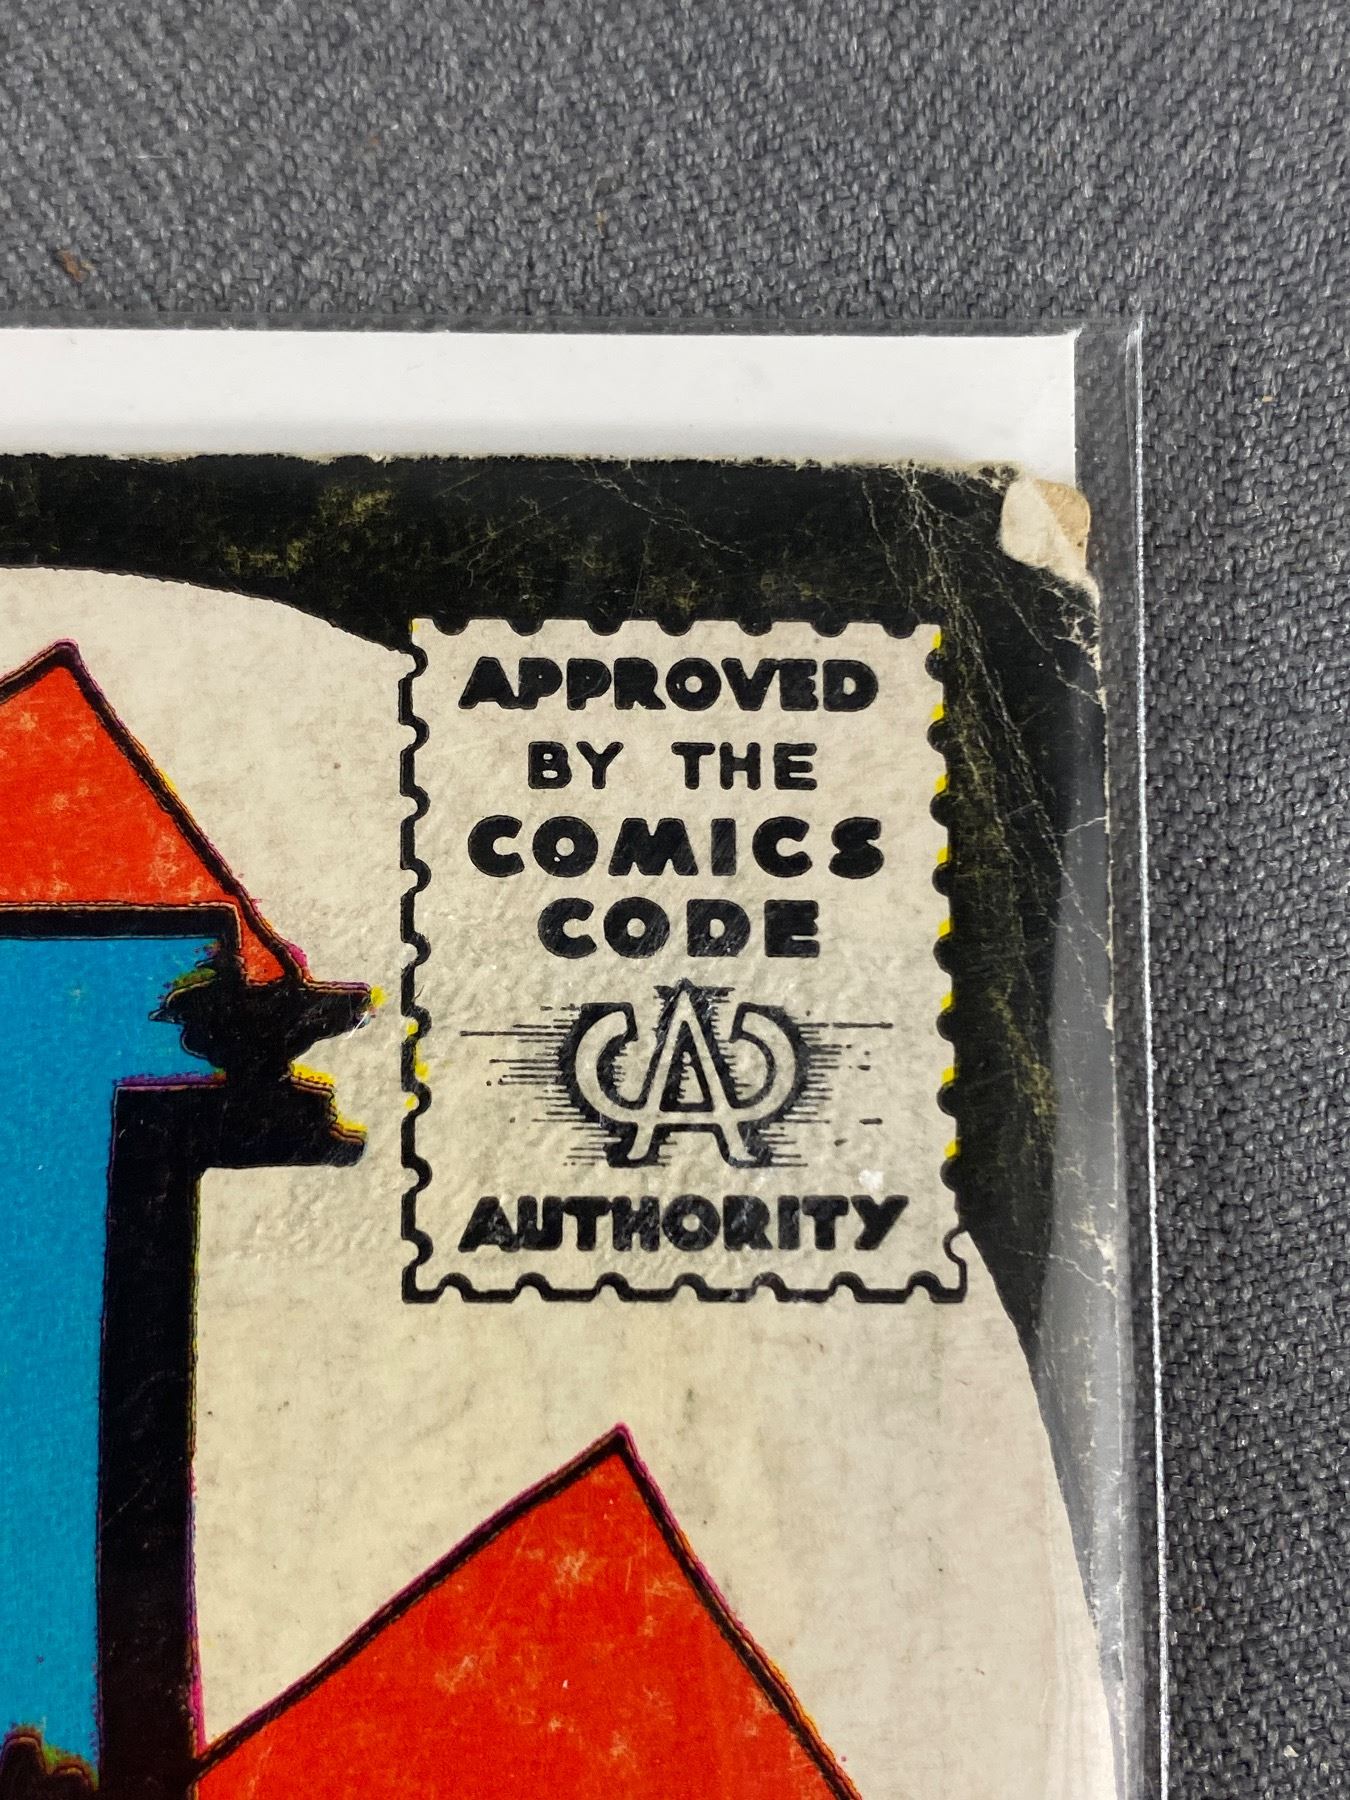 APPROVED
BY THE
COMICS
CODE
CA
AUTHORITY